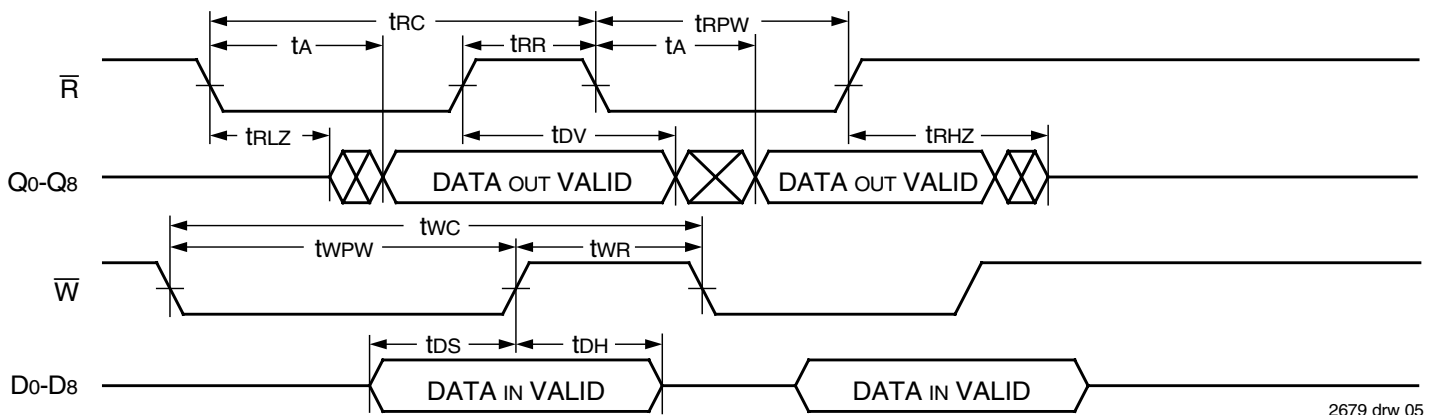 tRC tRPW
tA tRR tA
R̅
tRLZ tDV tRHZ
Q0-Q8 DATA OUT VALID DATA OUT VALID
tWC
tWPW tWR
W̅
tDS tDH
D0-D8 DATA IN VALID DATA IN VALID
2679 drw 05